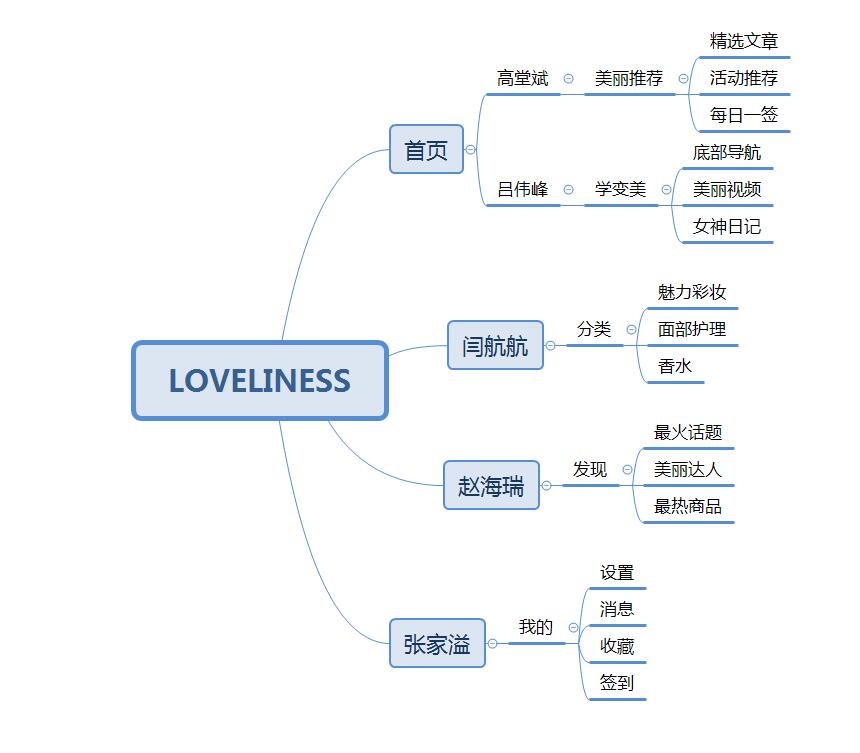 LOVELINESS
首页
高堂斌
美丽推荐
精选文章
活动推荐
每日一签
吕伟峰
学变美
底部导航
美丽视频
女神日记
闫航航
分类
魅力彩妆
面部护理
香水
赵海瑞
发现
最火话题
美丽达人
最热商品
张家溢
我的
设置
消息
收藏
签到